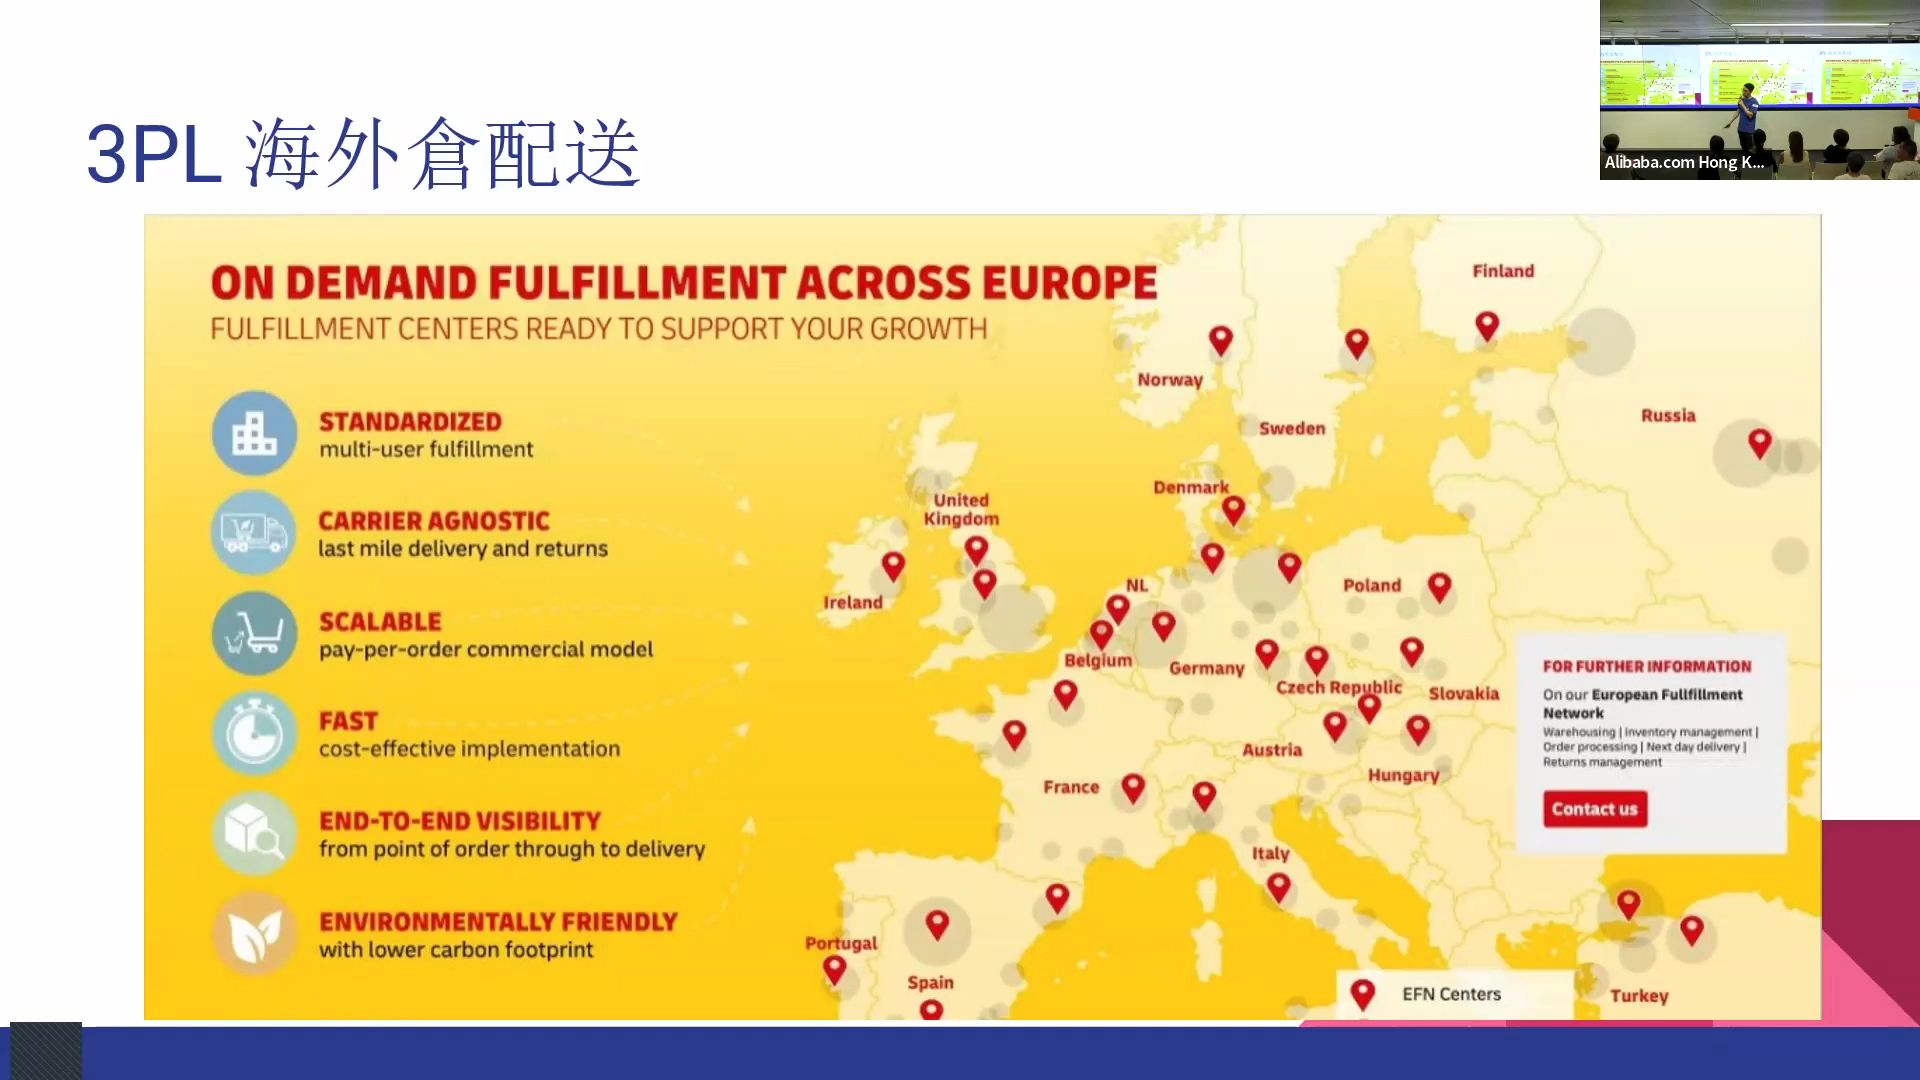 3PL 海外倉配送
Alibaba.com Hong K...
ON DEMAND FULFILLMENT ACROSS EUROPE
FULFILLMENT CENTERS READY TO SUPPORT YOUR GROWTH
STANDARDIZED
multi-user fulfillment
CARRIER AGNOSTIC
last mile delivery and returns
SCALABLE
pay-per-order commercial model
FAST
cost-effective implementation
END-TO-END VISIBILITY
from point of order through to delivery
ENVIRONMENTALLY FRIENDLY
with lower carbon footprint
Finland
Norway
Russia
Sweden
Denmark
United
Kingdom
NL
Poland
Ireland
Belgium
Germany
Czech Republic
Slovakia
Austria
Hungary
France
Italy
Portugal
Spain
Turkey
FOR FURTHER INFORMATION
On our European Fullfillment
Network
Warehousing | Inventory management |
Order processing | Next day delivery |
Returns management
Contact us
EFN Centers